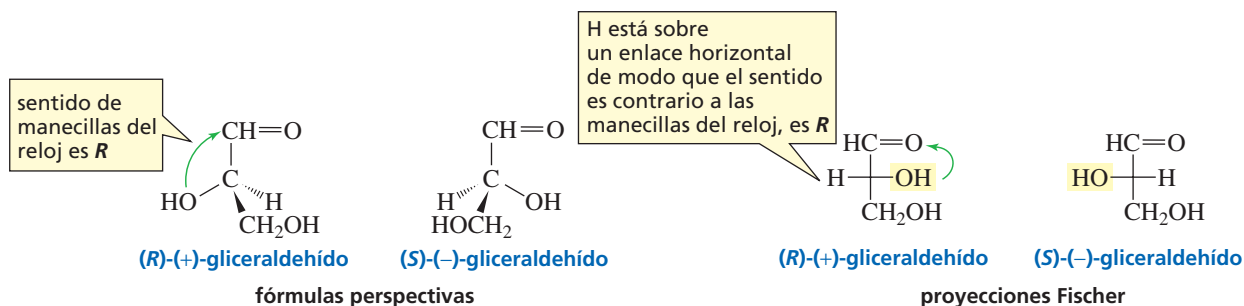 H está sobre
un enlace horizontal
de modo que el sentido
es contrario a las
manecillas del reloj, es R
sentido de
manecillas del
reloj es R
CH=O
HO
C
H
CH2OH
CH=O
C
H
OH
HOCH2
HC=O
H
OH
CH2OH
HC=O
HO
H
CH2OH
(R)-(+)-gliceraldehído
(S)-(−)-gliceraldehído
(R)-(+)-gliceraldehído
(S)-(−)-gliceraldehído
fórmulas perspectivas
proyecciones Fischer